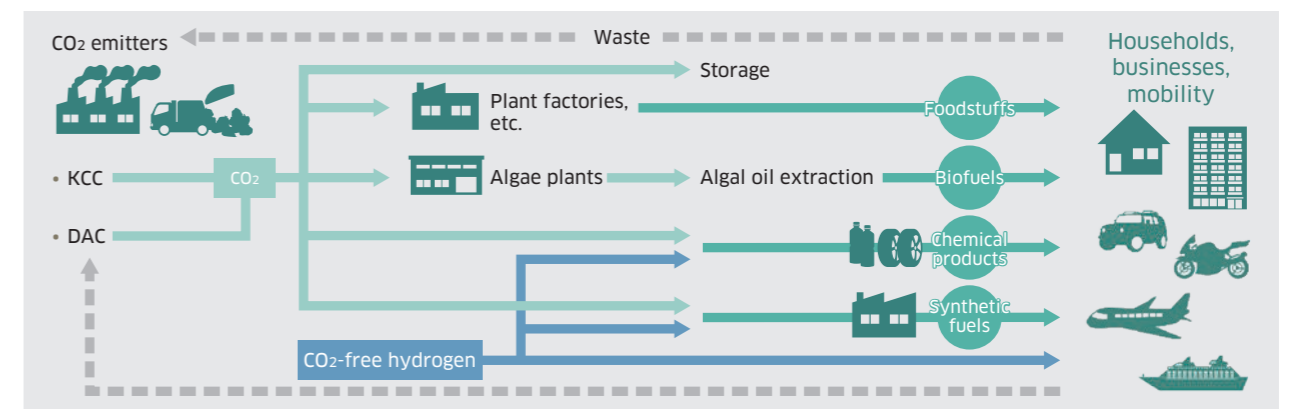 CO2 emitters
Waste
Households,
businesses,
mobility
Storage
Plant factories,
etc.
Foodstuffs
• KCC
CO2
Algae plants
Algal oil extraction
Biofuels
• DAC
Chemical
products
Synthetic
fuels
CO2-free hydrogen